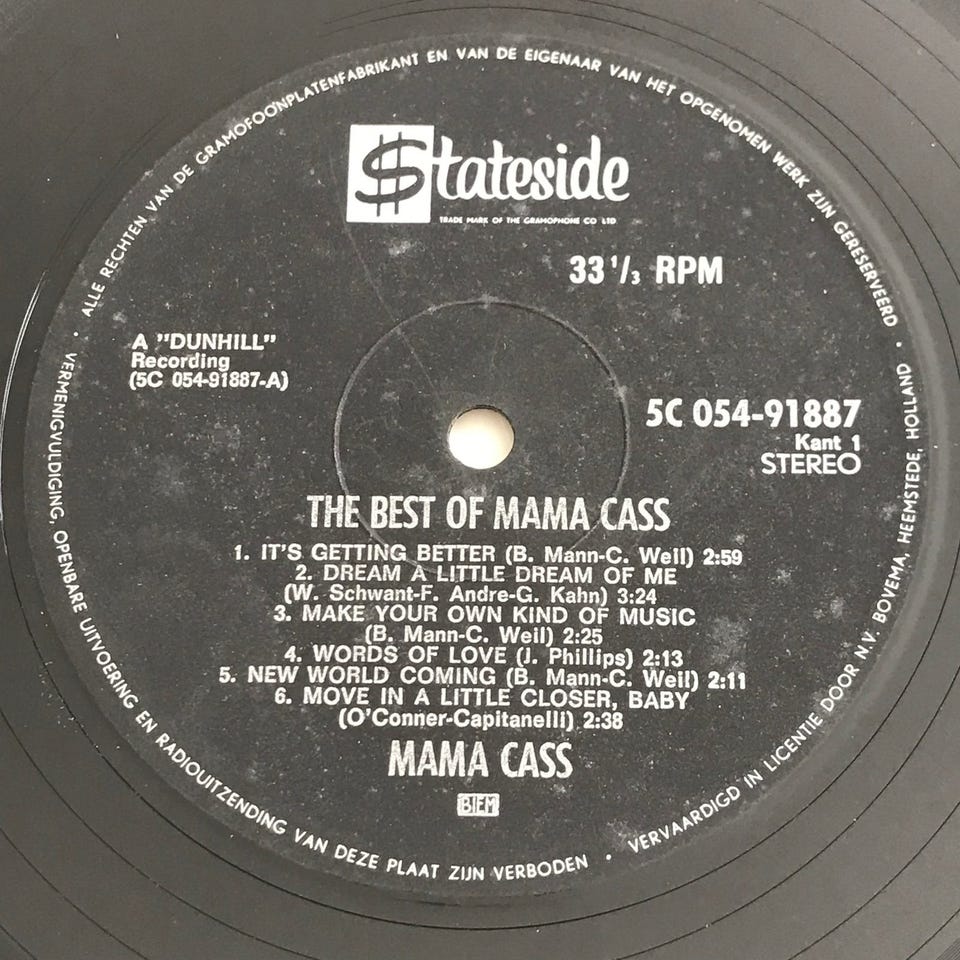 ALLE RECHTEN VAN DE GRAMOFOONPLATENFABRIKANT EN VAN DE EIGENAAR VAN HET OPGENOMEN WERK ZIJN GERESERVEERD •
$tateside
TRADE MARK OF THE GRAMOPHONE CO LTD
33 1/3 RPM
A "DUNHILL"
Recording
(5C 054-91887-A)
5C 054-91887
Kant 1
STEREO
THE BEST OF MAMA CASS
1. IT'S GETTING BETTER (B. Mann-C. Weil) 2:59
2. DREAM A LITTLE DREAM OF ME
(W. Schwant-F. Andre-G. Kahn) 3:24
3. MAKE YOUR OWN KIND OF MUSIC
(B. Mann-C. Weil) 2:25
4. WORDS OF LOVE (J. Phillips) 2:13
5. NEW WORLD COMING (B. Mann-C. Weil) 2:11
6. MOVE IN A LITTLE CLOSER, BABY
(O'Conner-Capitanelli) 2:38
MAMA CASS
BIEM
• VERMENIGVULDIGING, OPENBARE UITVOERING EN RADIOUITZENDING VAN DEZE PLAAT ZIJN VERBODEN •
VERVAARDIGD IN LICENTIE DOOR N.V. BOVEMA, HEEMSTEDE, HOLLAND